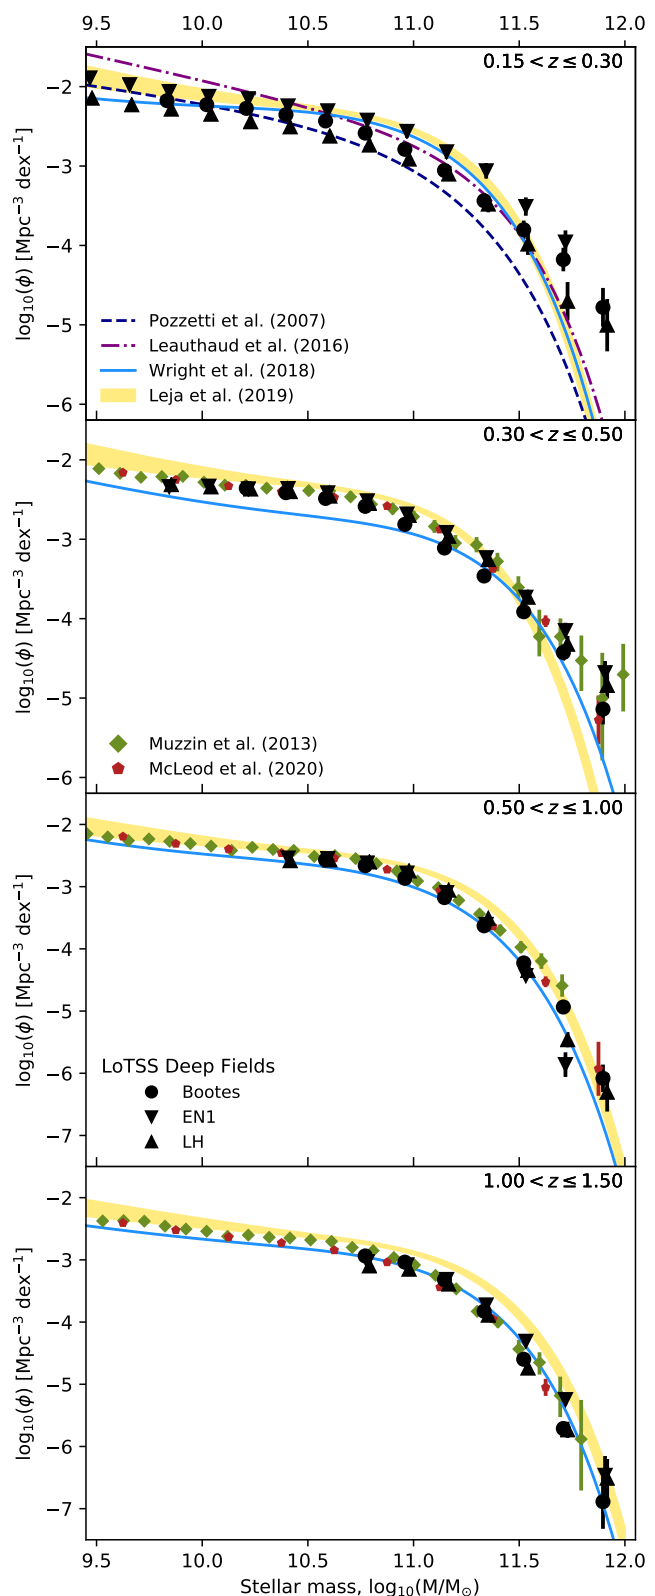 9.5 10.0 10.5 11.0 11.5 12.0
0.15 < z ≤ 0.30
−2
−3
−4
−5
−6
log₁₀(ϕ) [Mpc⁻³ dex⁻¹]
Pozzetti et al. (2007)
Leauthaud et al. (2016)
Wright et al. (2018)
Leja et al. (2019)
0.30 < z ≤ 0.50
−2
−3
−4
−5
−6
log₁₀(ϕ) [Mpc⁻³ dex⁻¹]
Muzzin et al. (2013)
McLeod et al. (2020)
0.50 < z ≤ 1.00
−2
−3
−4
−5
−6
−7
log₁₀(ϕ) [Mpc⁻³ dex⁻¹]
LoTSS Deep Fields
Bootes
EN1
LH
1.00 < z ≤ 1.50
−2
−3
−4
−5
−6
−7
log₁₀(ϕ) [Mpc⁻³ dex⁻¹]
9.5 10.0 10.5 11.0 11.5 12.0
Stellar mass, log₁₀(M/M☉)